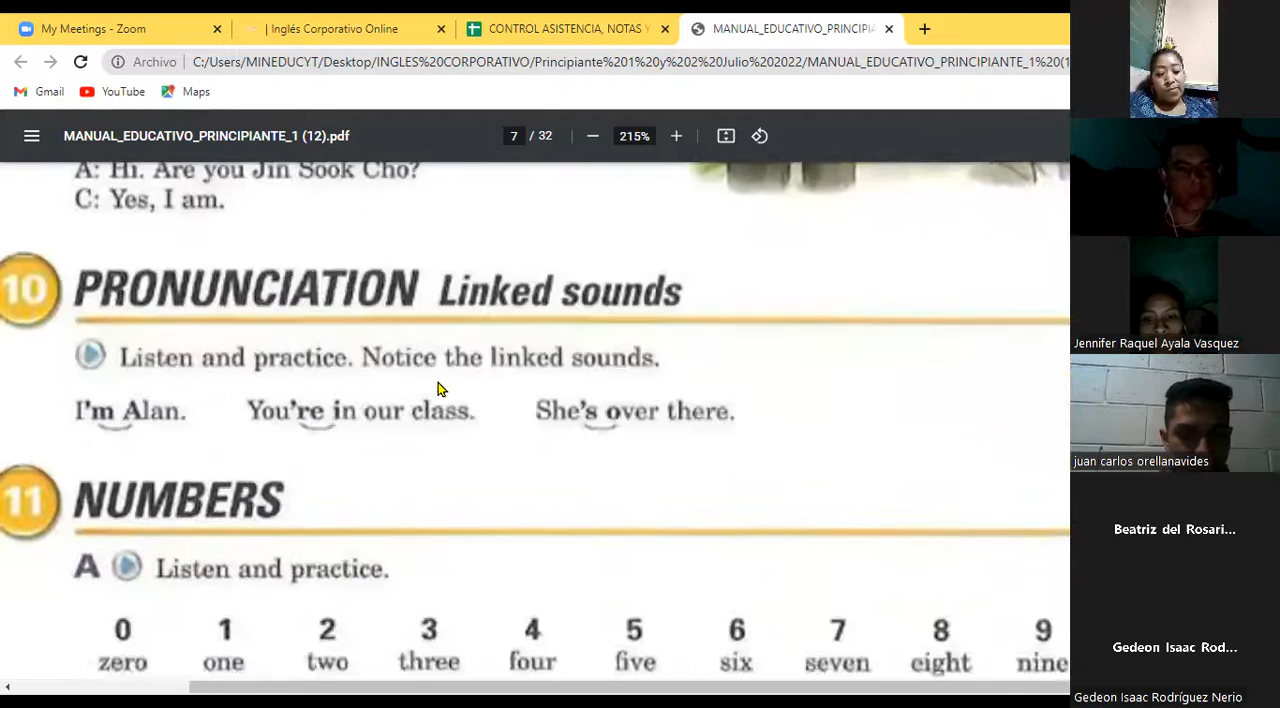 My Meetings - Zoom
| Inglés Corporativo Online
CONTROL ASISTENCIA, NOTAS Y
MANUAL_EDUCATIVO_PRINCIPIA
Archivo
C:/Users/MINEDUCYT/Desktop/INGLES%20CORPORATIVO/Principiante%201%20y%202%20Julio%202022/MANUAL_EDUCATIVO_PRINCIPIANTE_1%20(1
Gmail
YouTube
Maps
MANUAL_EDUCATIVO_PRINCIPIANTE_1 (12).pdf
7 / 32
215%
A: Hi. Are you Jin Sook Cho?
C: Yes, I am.
10 PRONUNCIATION Linked sounds
Listen and practice. Notice the linked sounds.
I'm Alan. You're in our class. She's over there.
11 NUMBERS
A Listen and practice.
0 1 2 3 4 5 6 7 8 9
zero one two three four five six seven eight nine
Jennifer Raquel Ayala Vasquez
juan carlos orellanavides
Beatriz del Rosari...
Gedeon Isaac Rod...
Gedeon Isaac Rodríguez Nerio